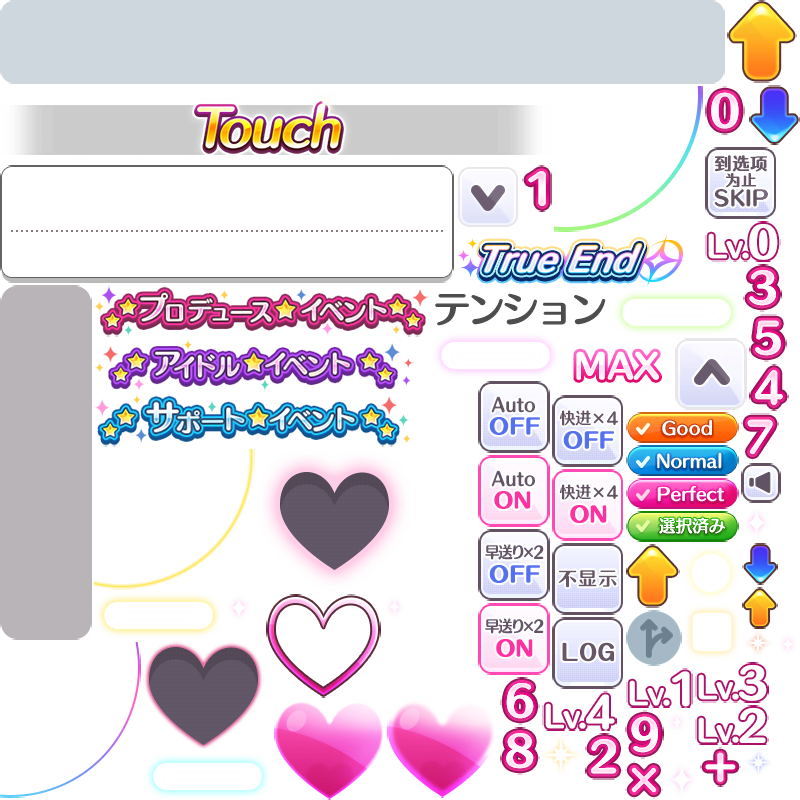 Touch
0
到选项
为止
SKIP
1
True End
Lv.0
プロデュース★イベント
テンション
3
アイドル★イベント
MAX
5
4
サポート★イベント
Auto
OFF
快进×4
OFF
Good
7
Normal
Auto
ON
快进×4
ON
Perfect
選択済み
早送り×2
OFF
不显示
早送り×2
ON
LOG
6
Lv.4
Lv.1
Lv.3
8
2
9
Lv.2
×
+